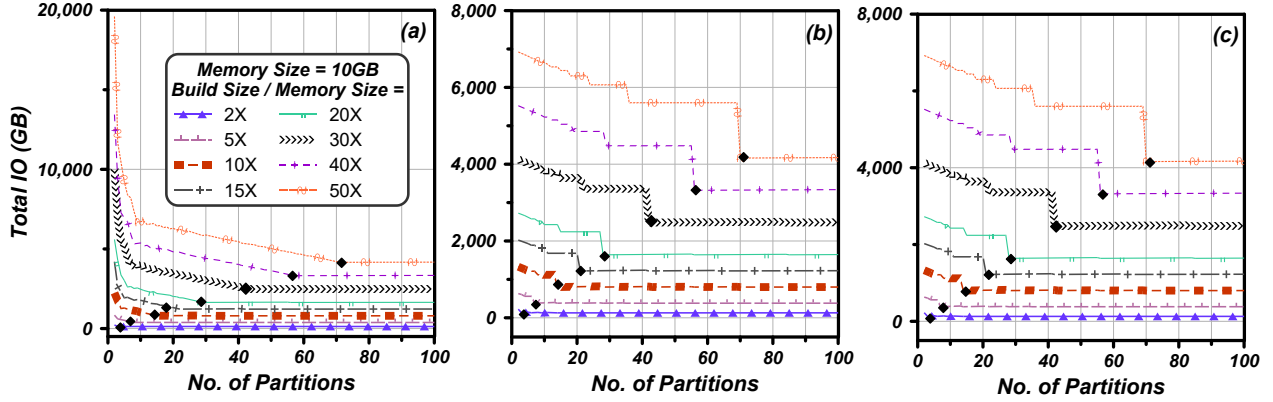 20,000
10,000
0
0
20
40
60
80
100
Total IO (GB)
No. of Partitions
(a)
Memory Size = 10GB
Build Size / Memory Size =
2X
20X
5X
30X
10X
40X
15X
50X
8,000
6,000
4,000
2,000
0
0
20
40
60
80
100
No. of Partitions
(b)
8,000
4,000
0
0
20
40
60
80
100
No. of Partitions
(c)